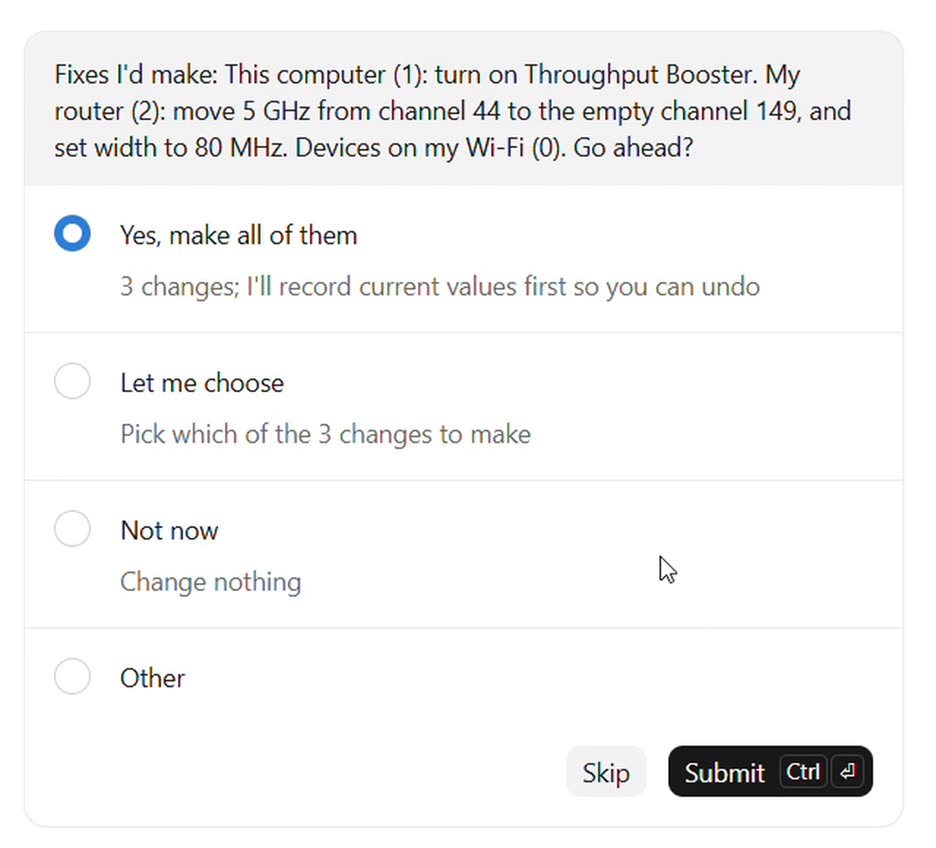 Fixes I'd make: This computer (1): turn on Throughput Booster. My
router (2): move 5 GHz from channel 44 to the empty channel 149, and
set width to 80 MHz. Devices on my Wi-Fi (0). Go ahead?
Yes, make all of them
3 changes; I'll record current values first so you can undo
Let me choose
Pick which of the 3 changes to make
Not now
Change nothing
Other
Skip
Submit Ctrl ⏎